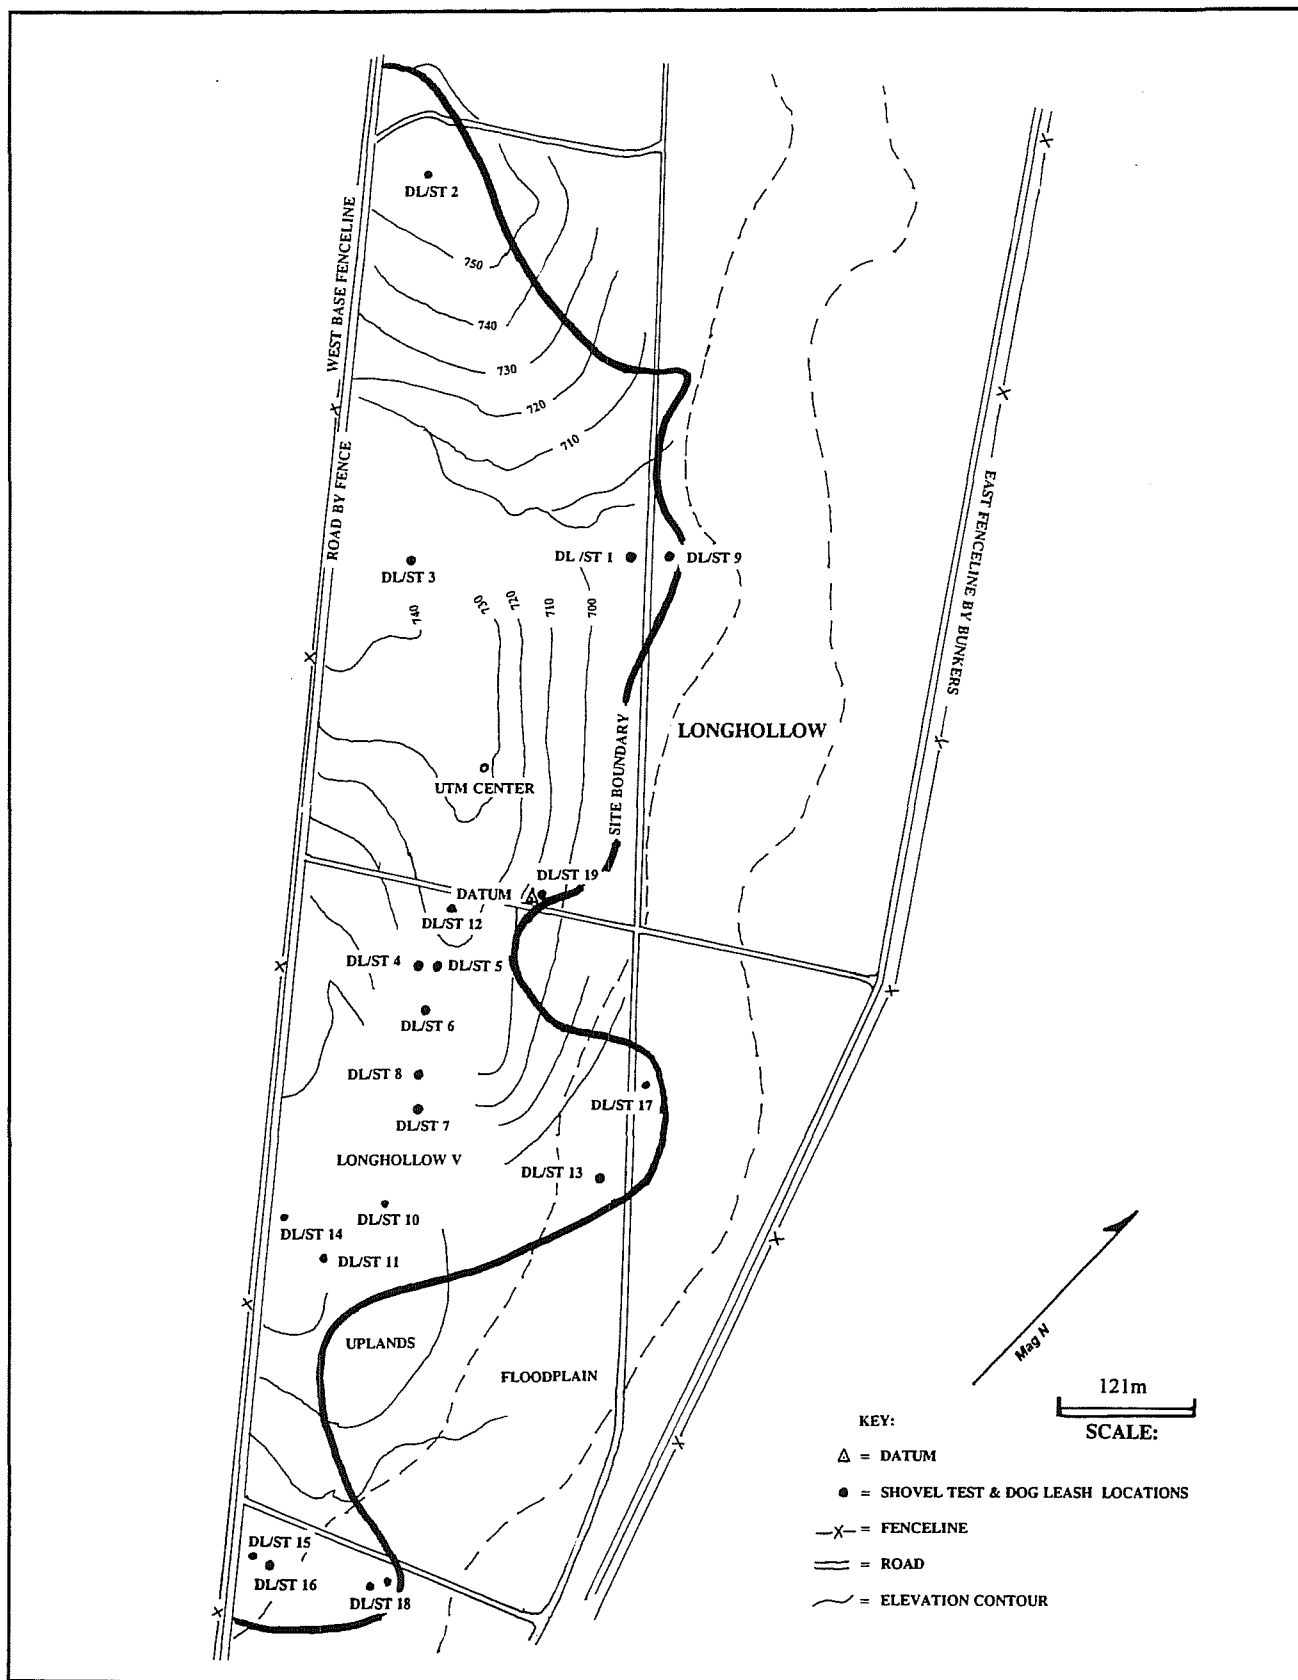 DL/ST 2
WEST BASE FENCELINE
X
X
750
740
730
720
710
X
X
ROAD BY FENCE
EAST FENCELINE BY BUNKERS
DL /ST 1
DL/ST 9
DL/ST 3
740
730
720
710
700
X
LONGHOLLOW
SITE BOUNDARY
X
UTM CENTER
DL/ST 19
DATUM
DL/ST 12
DL/ST 4
DL/ST 5
X
X
DL/ST 6
DL/ST 8
DL/ST 17
DL/ST 7
LONGHOLLOW V
DL/ST 13
DL/ST 10
DL/ST 14
X
DL/ST 11
X
UPLANDS
Mag N
FLOODPLAIN
121m
SCALE:
X
KEY:
= DATUM
= SHOVEL TEST & DOG LEASH LOCATIONS
—X— = FENCELINE
= ROAD
= ELEVATION CONTOUR
DL/ST 15
DL/ST 16
DL/ST 18
X